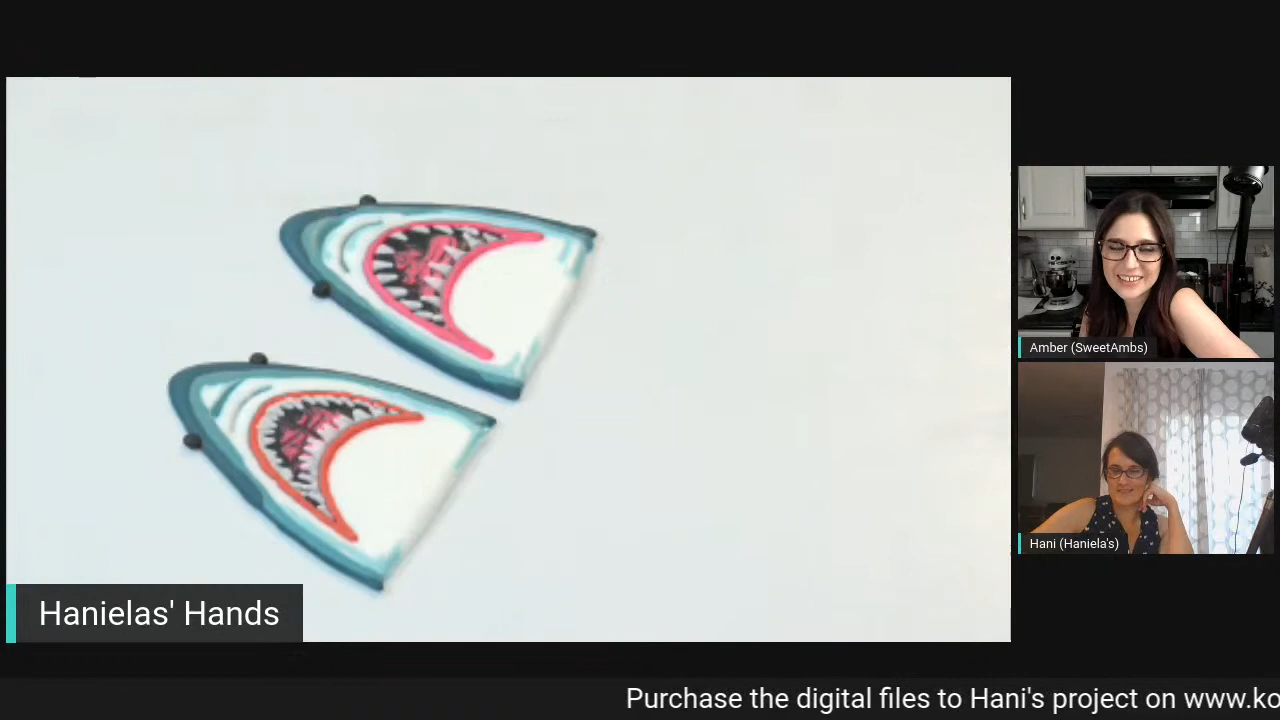 Amber (SweetAmbs)
Hani (Haniela's)
Hanielas' Hands
Purchase the digital files to Hani's project on www.ko